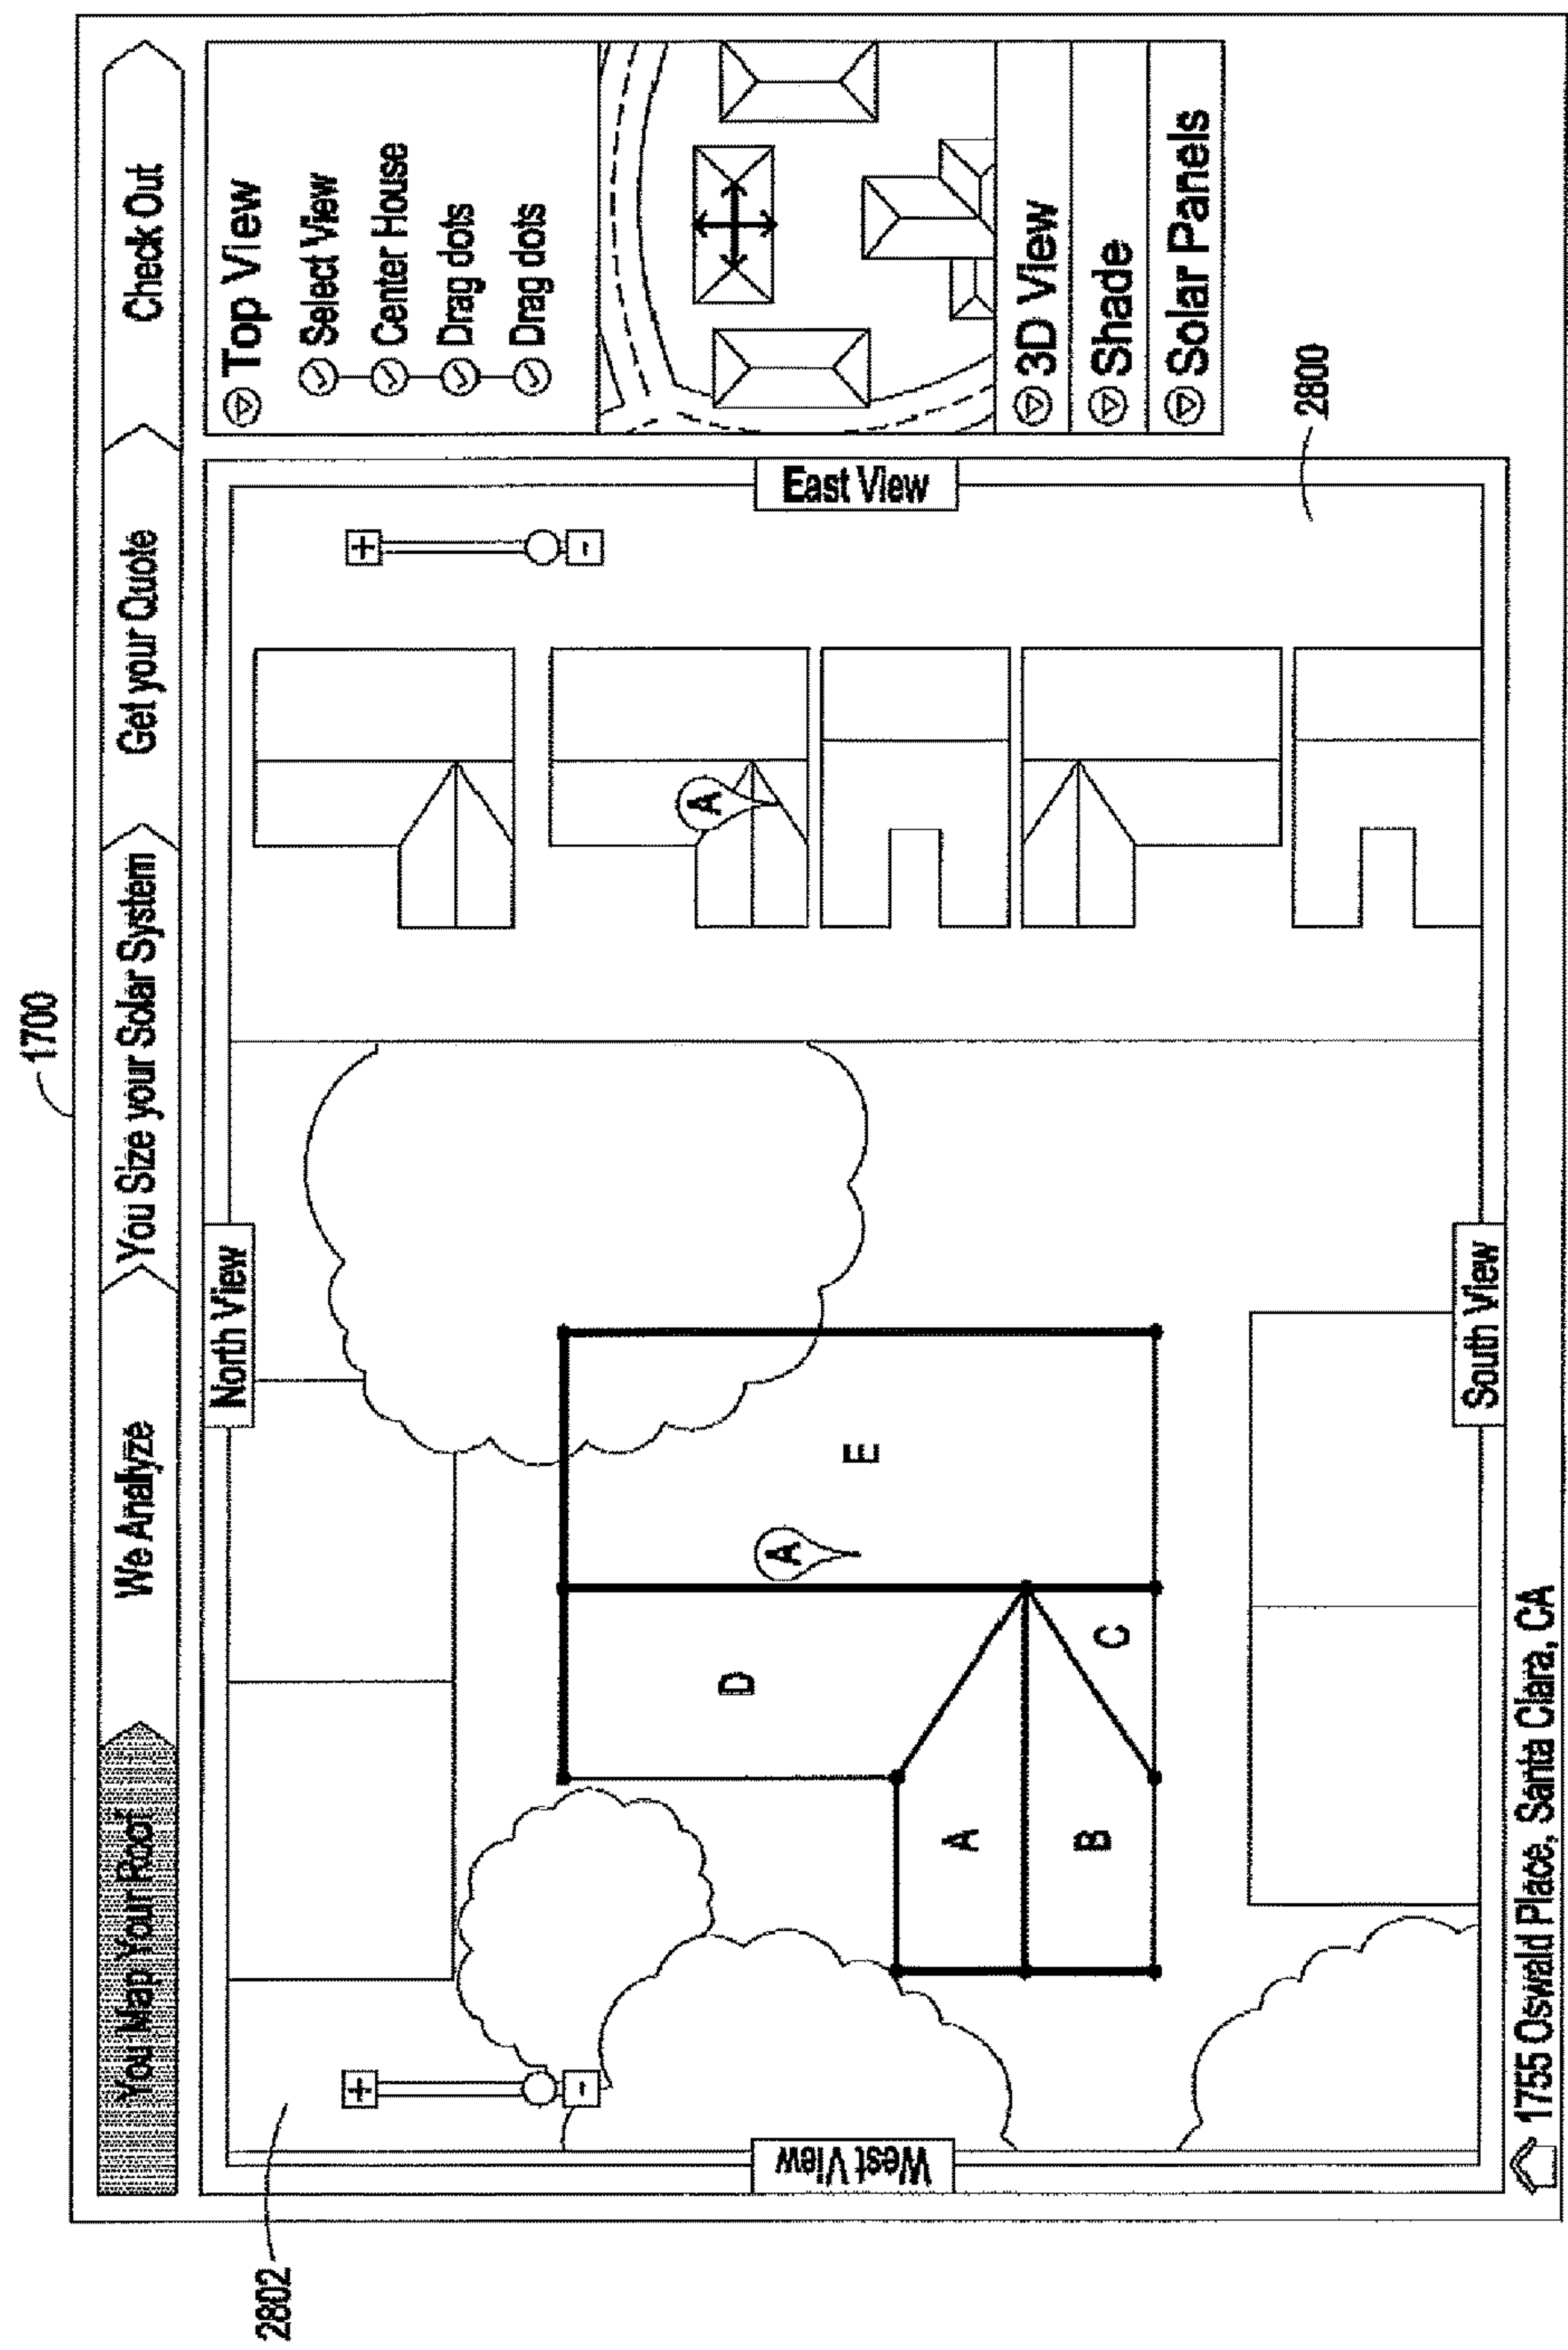 1700
You Map Your Roof
We Analyze
You Size your Solar System
Get your Quote
Check Out
2802
North View
West View
East View
South View
+
-
+
-
A
A
A
B
C
D
E
Top View
Select View
Center House
Drag dots
Drag dots
3D View
Shade
Solar Panels
2800
1755 Oswald Place, Santa Clara, CA